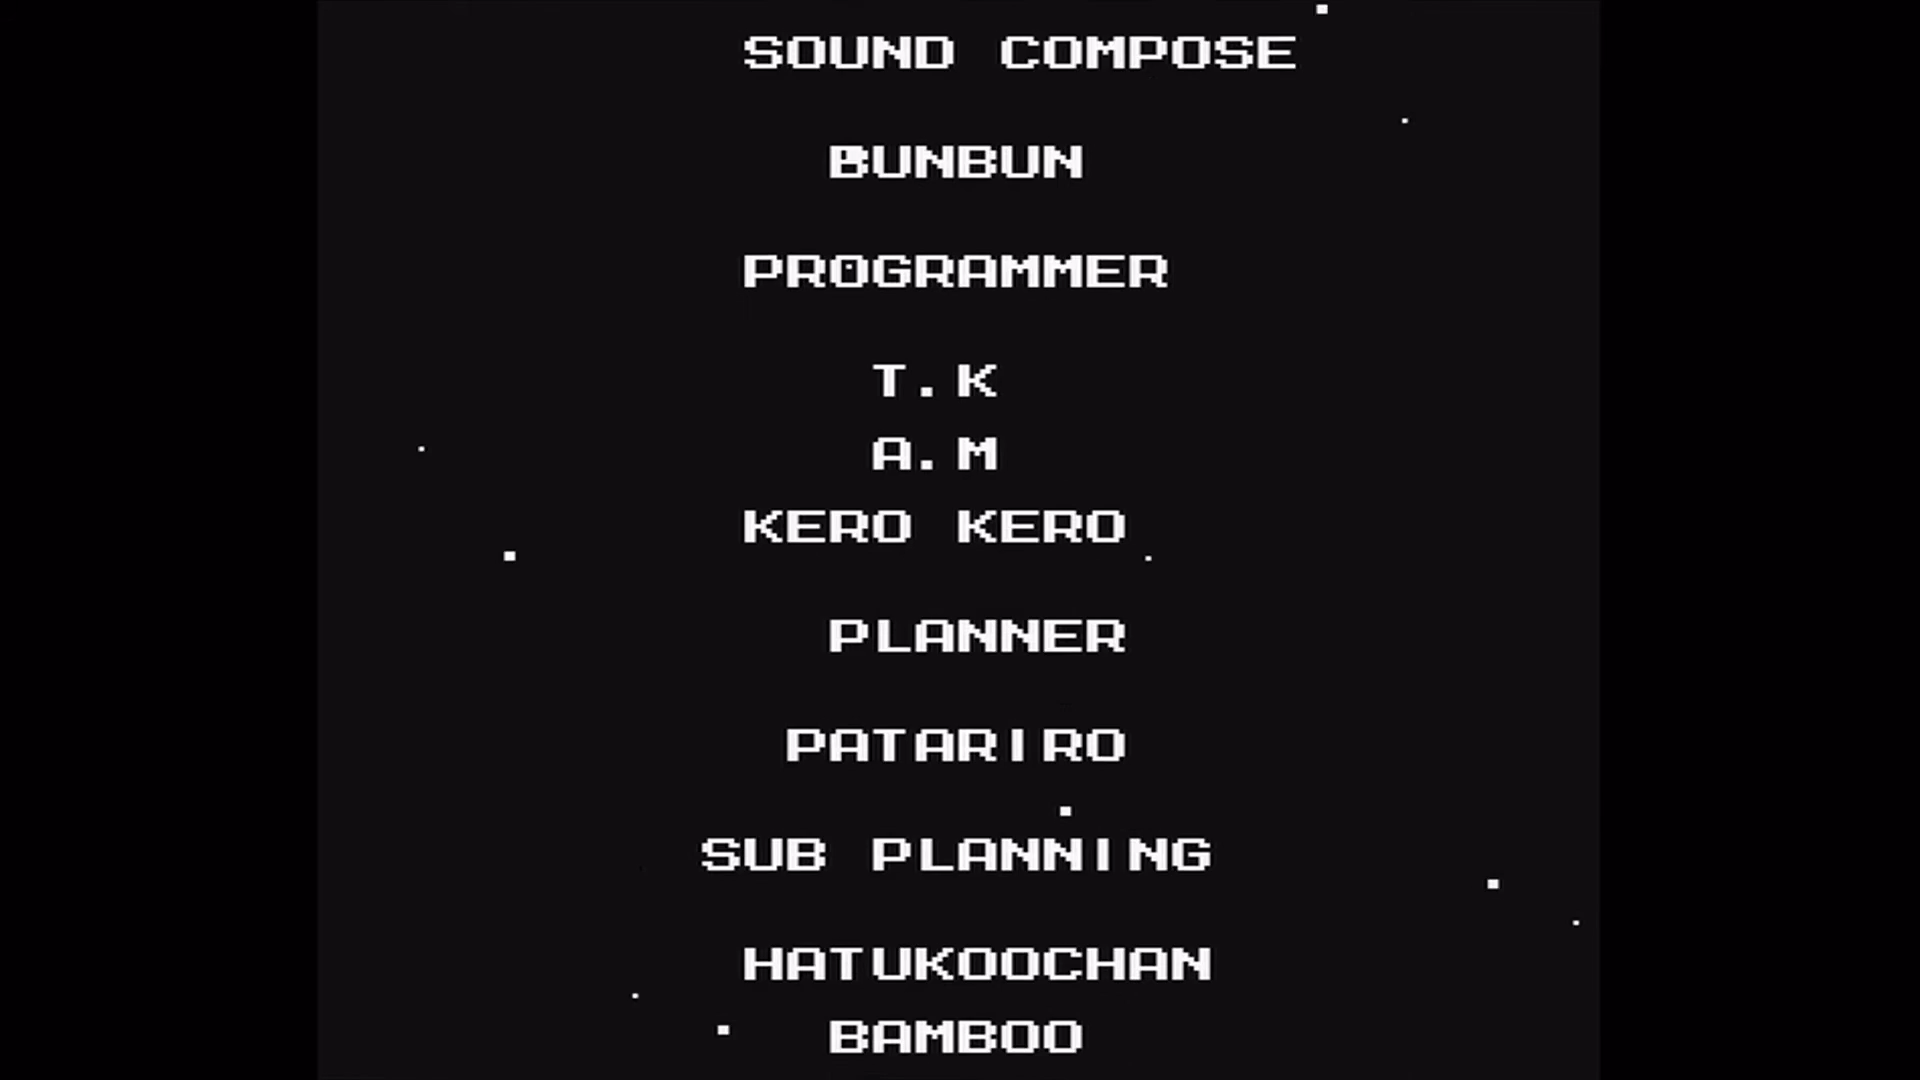 SOUND COMPOSE
BUNBUN
PROGRAMMER
T.K
A.M
KERO KERO
PLANNER
PATARIRO
SUB PLANNING
HATUKOOCHAN
BAMBOO